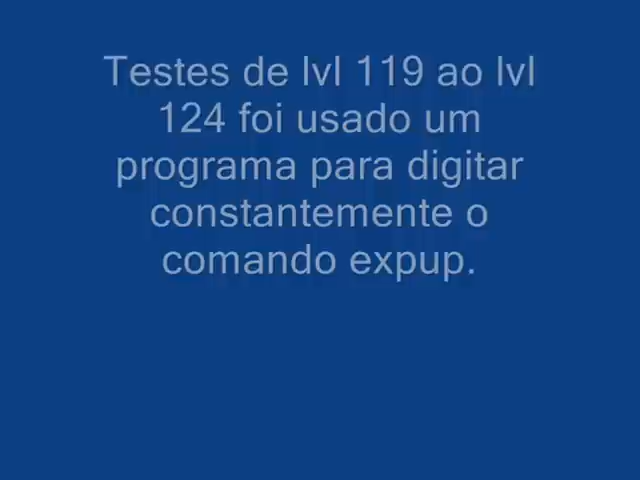 Testes de lvl 119 ao lvl
124 foi usado um
programa para digitar
constantemente o
comando expup.